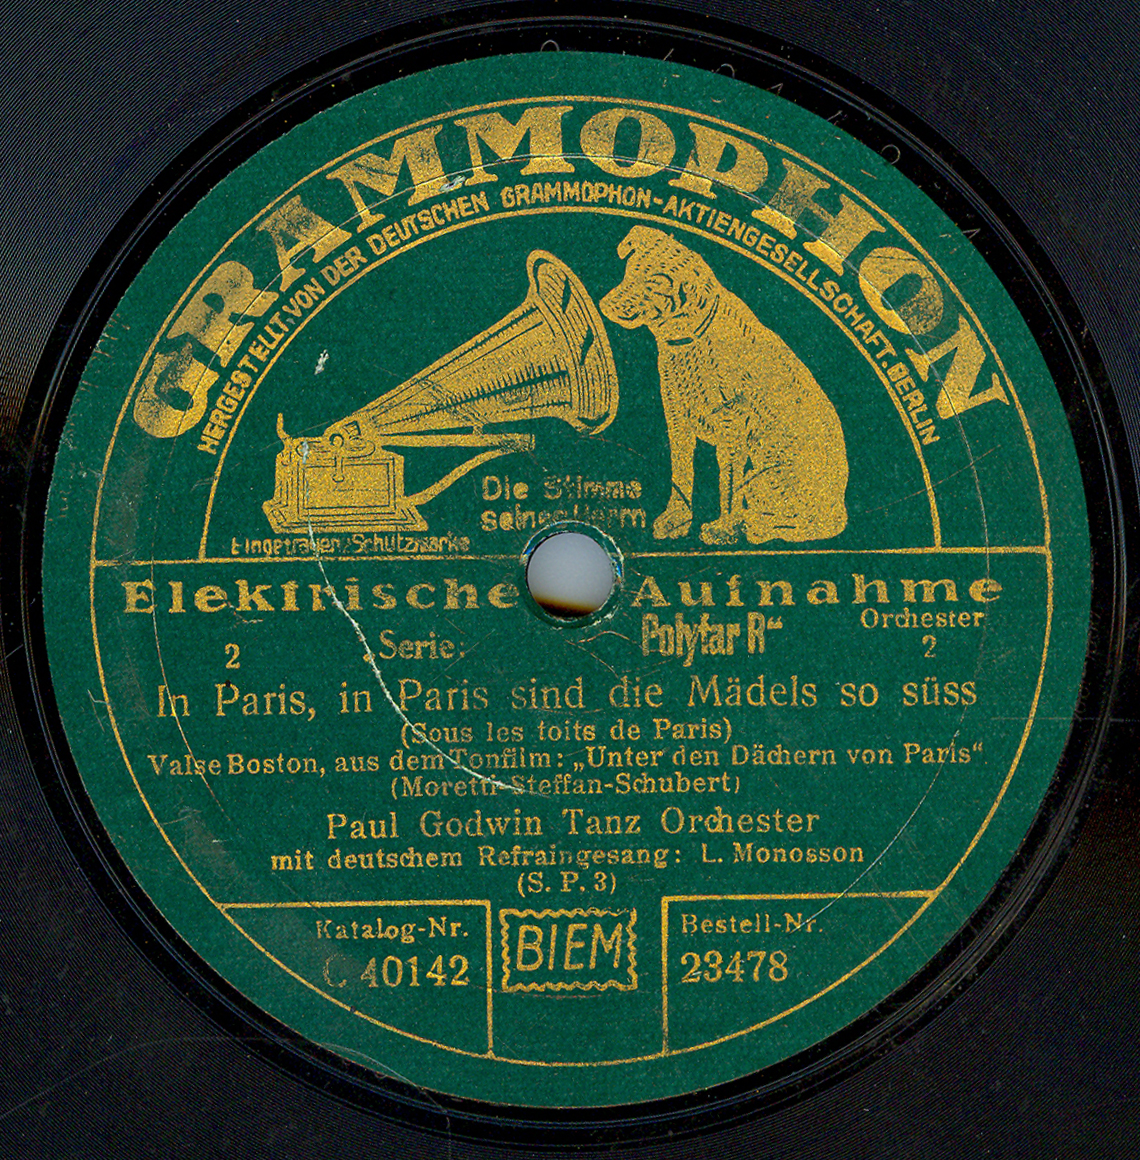 GRAMMOPHON
HERGESTELLT.VON DER DEUTSCHEN GRAMMOPHON-AKTIENGESELLSCHAFT.BERLIN
Die Stimme
seines Herrn
Eingetragen. Schutzmarke
Elektrische Aufnahme
Orchester
2 „Serie: Polyfar R“ 2
In Paris, in Paris sind die Mädels so süss
(Sous les toits de Paris)
Valse Boston, aus dem Tonfilm: „Unter den Dächern von Paris“
(Moretti-Steffan-Schubert)
Paul Godwin Tanz Orchester
mit deutschem Refraingesang: L. Monosson
(S. P. 3)
Katalog-Nr.
C 40142
BIEM
Bestell-Nr.
23478